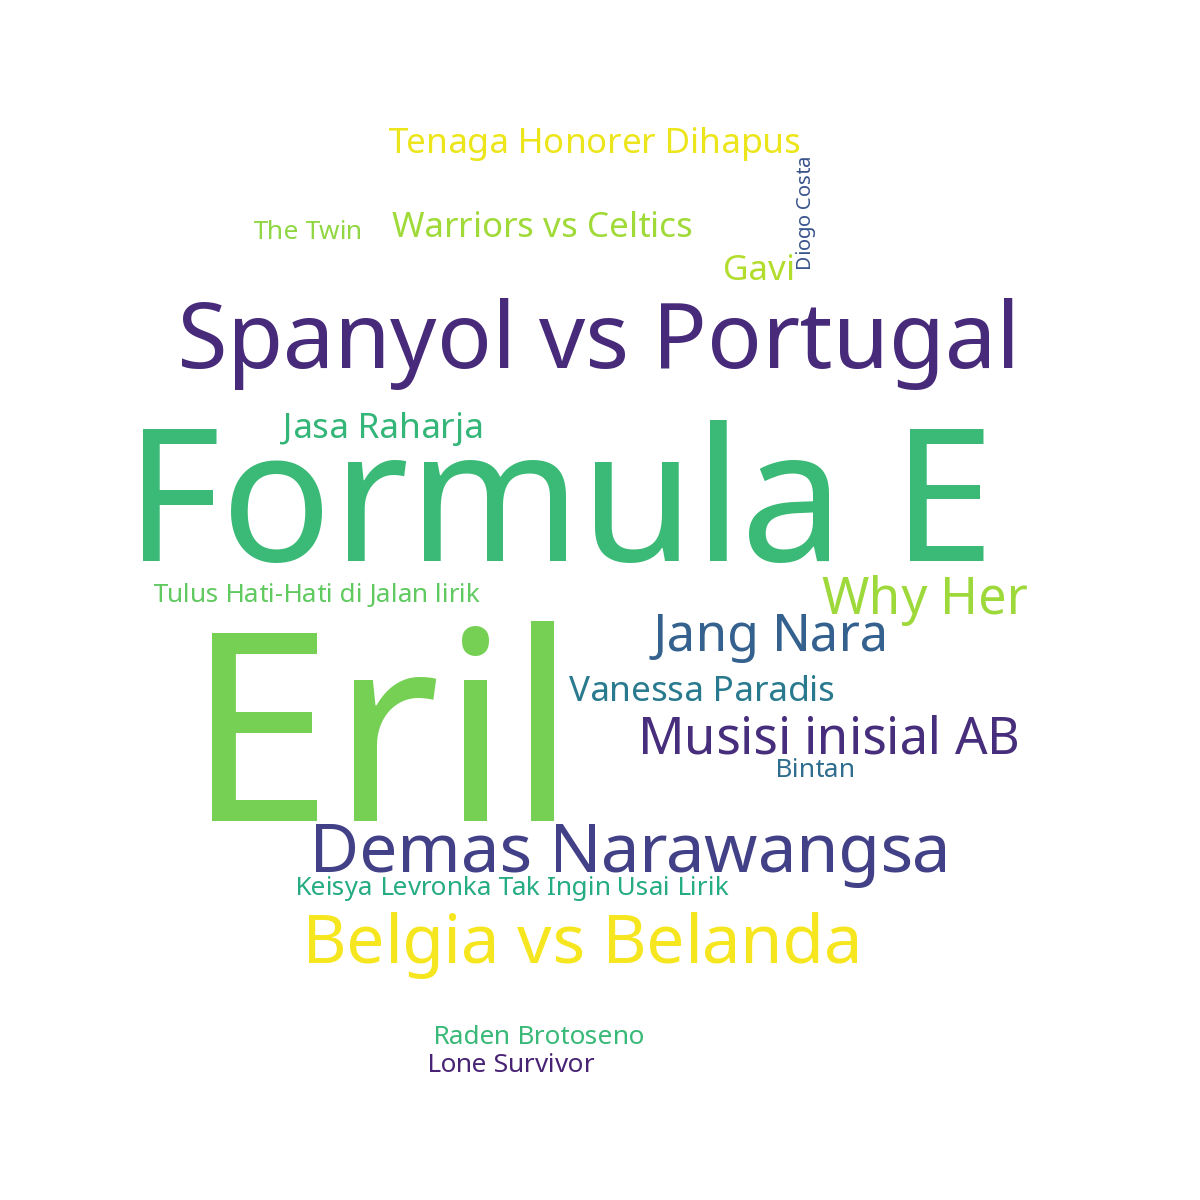 Tenaga Honorer Dihapus
Diogo Costa
The Twin
Warriors vs Celtics
Gavi
Spanyol vs Portugal
Jasa Raharja
Formula E
Tulus Hati-Hati di Jalan lirik
Why Her
Eril
Jang Nara
Vanessa Paradis
Musisi inisial AB
Bintan
Demas Narawangsa
Keisya Levronka Tak Ingin Usai Lirik
Belgia vs Belanda
Raden Brotoseno
Lone Survivor